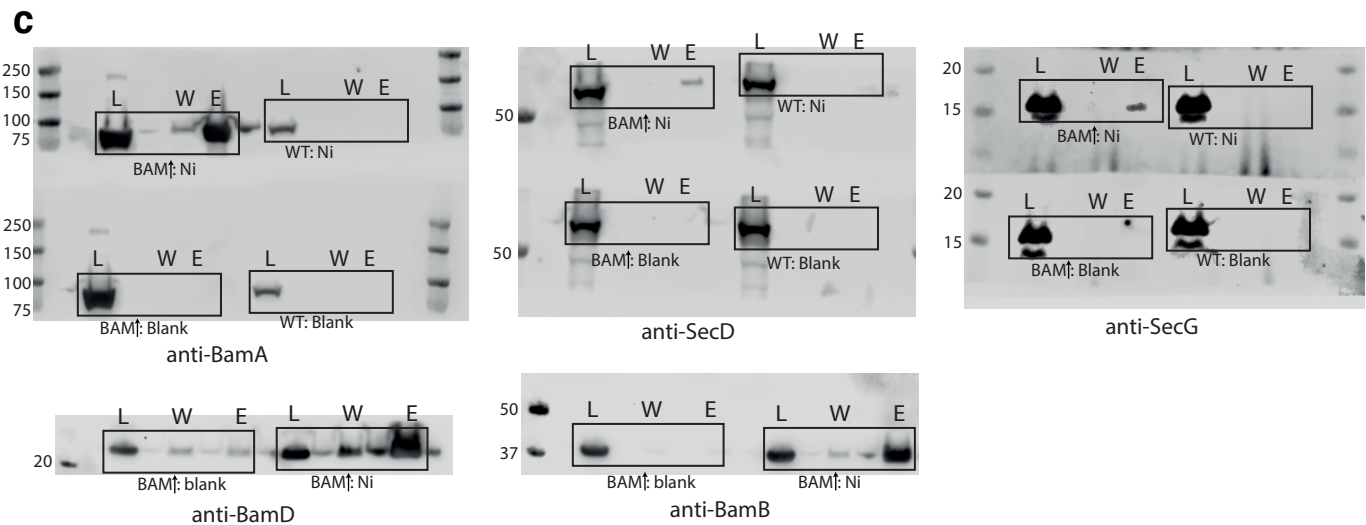 c
250
150
100
75
L W E
BAM↑: Ni
L W E
WT: Ni
250
150
100
75
L W E
BAM↑: Blank
L W E
WT: Blank
anti-BamA
50
L W E
BAM↑: Ni
L W E
WT: Ni
50
L W E
BAM↑: Blank
L W E
WT: Blank
anti-SecD
20
15
L W E
BAM↑: Ni
L W E
WT: Ni
20
15
L W E
BAM↑: Blank
L W E
WT: Blank
anti-SecG
20
L W E
BAM↑: blank
L W E
BAM↑: Ni
anti-BamD
50
37
L W E
BAM↑: blank
L W E
BAM↑: Ni
anti-BamB